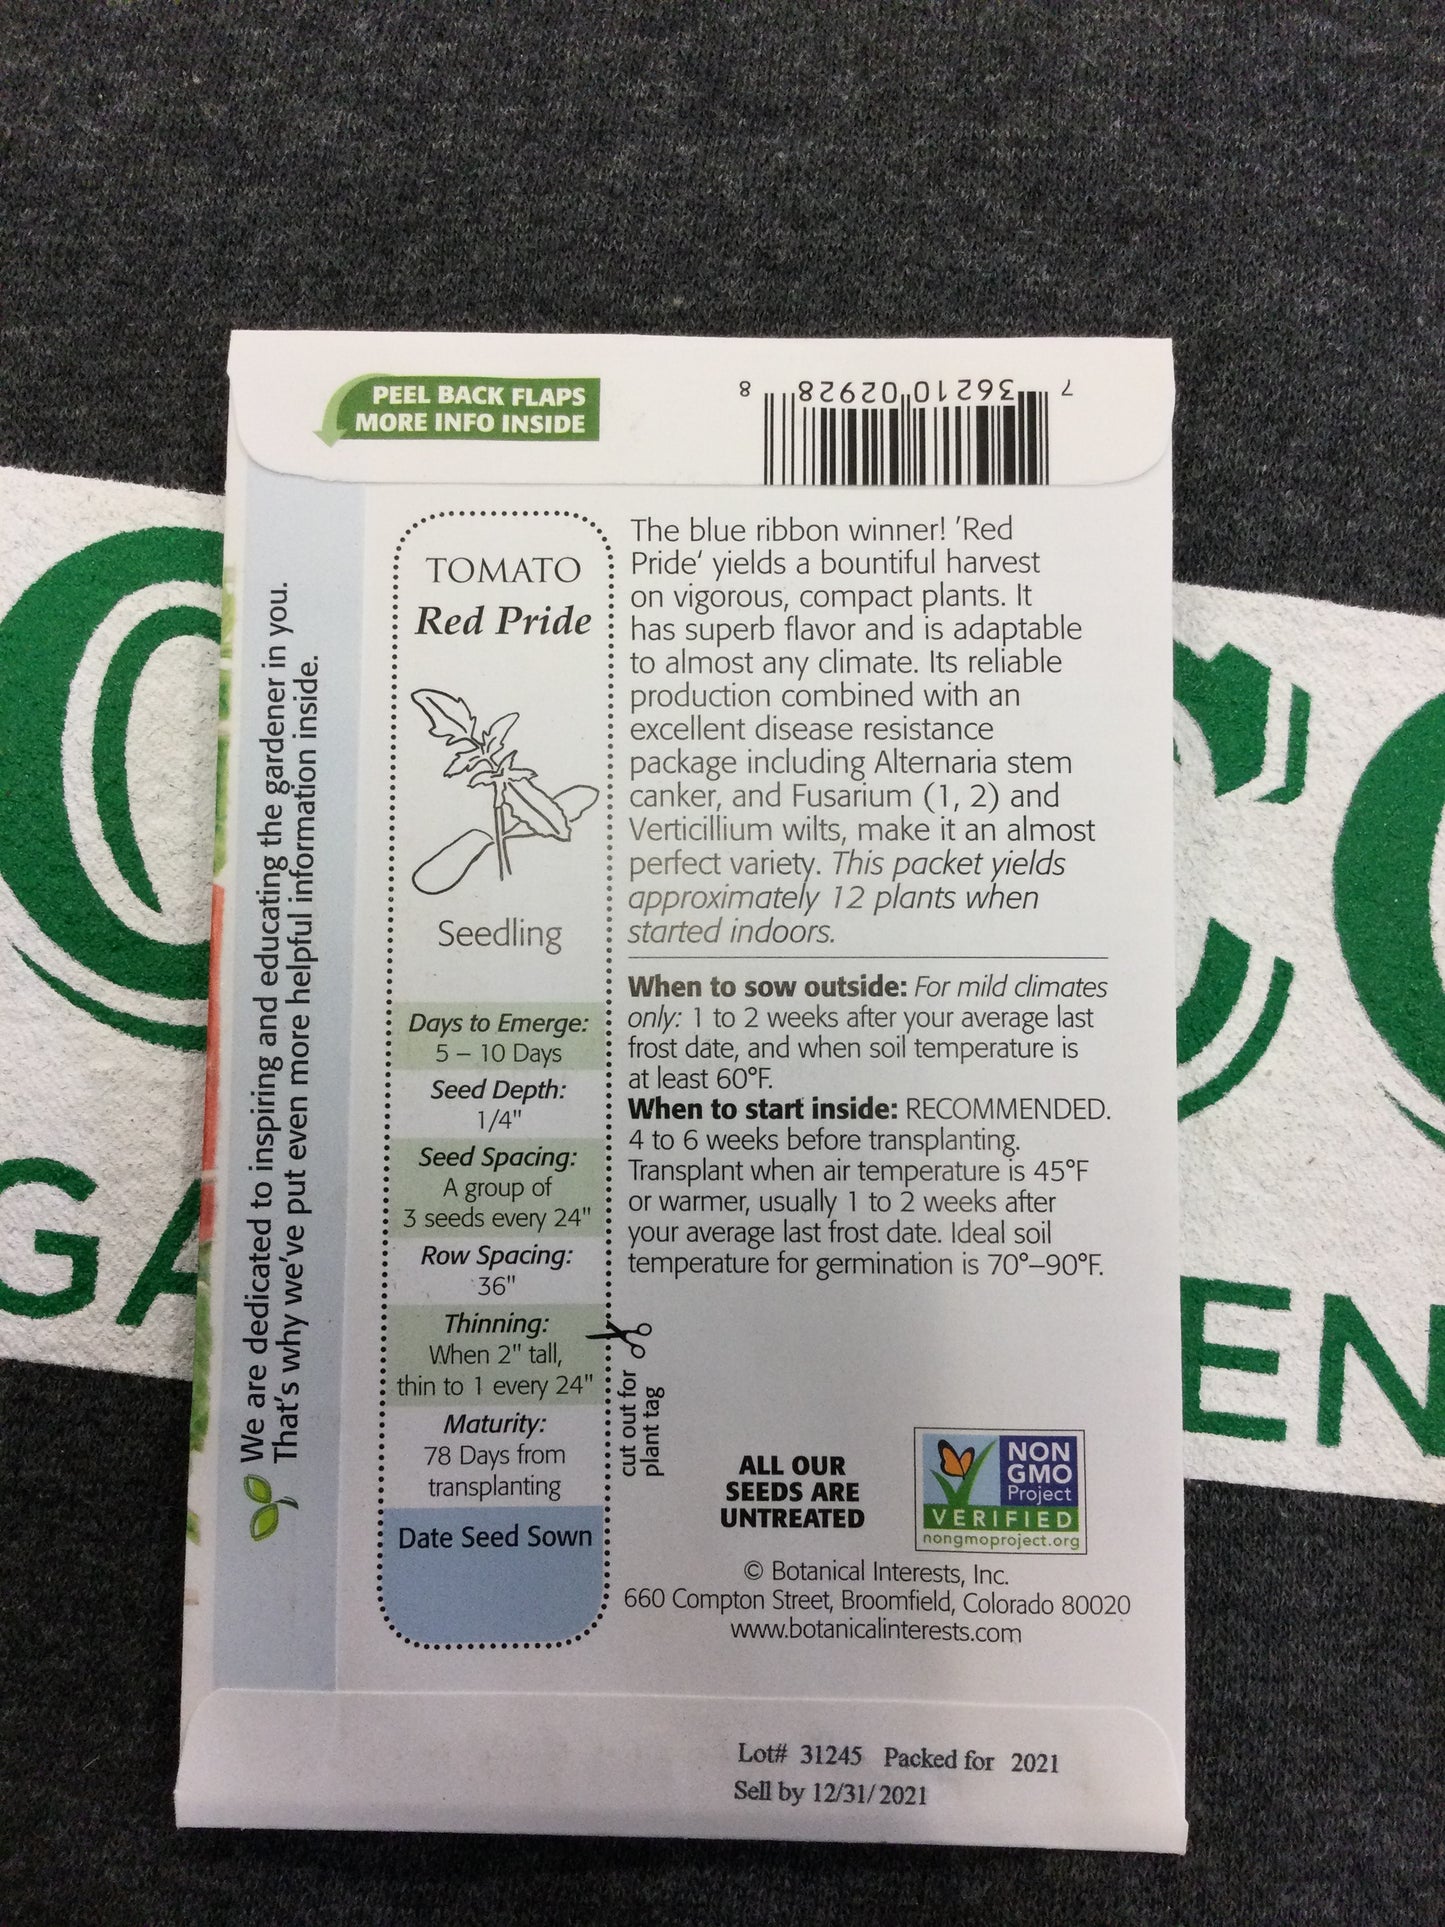 PEEL BACK FLAPS
MORE INFO INSIDE
7 36210 02928 8
We are dedicated to inspiring and educating the gardener in you.
That's why we've put even more helpful information inside.
TOMATO
Red Pride
Seedling
Days to Emerge:
5 – 10 Days
Seed Depth:
1/4"
Seed Spacing:
A group of
3 seeds every 24"
Row Spacing:
36"
Thinning:
When 2" tall,
thin to 1 every 24"
Maturity:
78 Days from
transplanting
Date Seed Sown
cut out for
plant tag
The blue ribbon winner! ’Red
Pride‘ yields a bountiful harvest
on vigorous, compact plants. It
has superb flavor and is adaptable
to almost any climate. Its reliable
production combined with an
excellent disease resistance
package including Alternaria stem
canker, and Fusarium (1, 2) and
Verticillium wilts, make it an almost
perfect variety. This packet yields
approximately 12 plants when
started indoors.
When to sow outside: For mild climates
only: 1 to 2 weeks after your average last
frost date, and when soil temperature is
at least 60°F.
When to start inside: RECOMMENDED.
4 to 6 weeks before transplanting.
Transplant when air temperature is 45°F
or warmer, usually 1 to 2 weeks after
your average last frost date. Ideal soil
temperature for germination is 70°–90°F.
ALL OUR
SEEDS ARE
UNTREATED
NON
GMO
Project
VERIFIED
nongmoproject.org
© Botanical Interests, Inc.
660 Compton Street, Broomfield, Colorado 80020
www.botanicalinterests.com
Lot# 31245 Packed for 2021
Sell by 12/31/2021
GA
EN